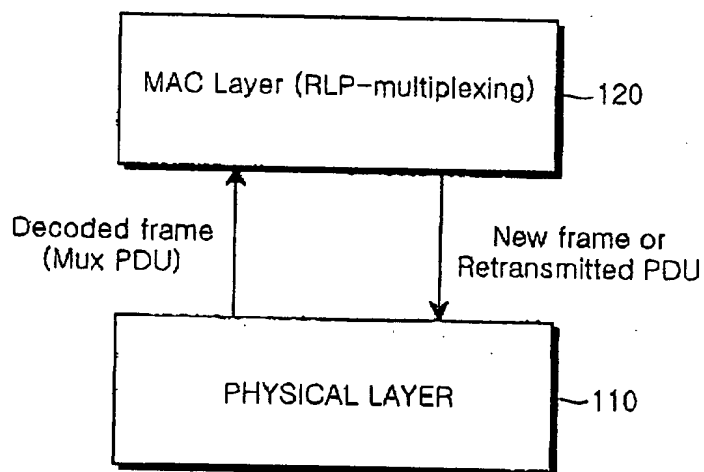 MAC Layer (RLP-multiplexing)
120
Decoded frame
(Mux PDU)
New frame or
Retransmitted PDU
PHYSICAL LAYER
110